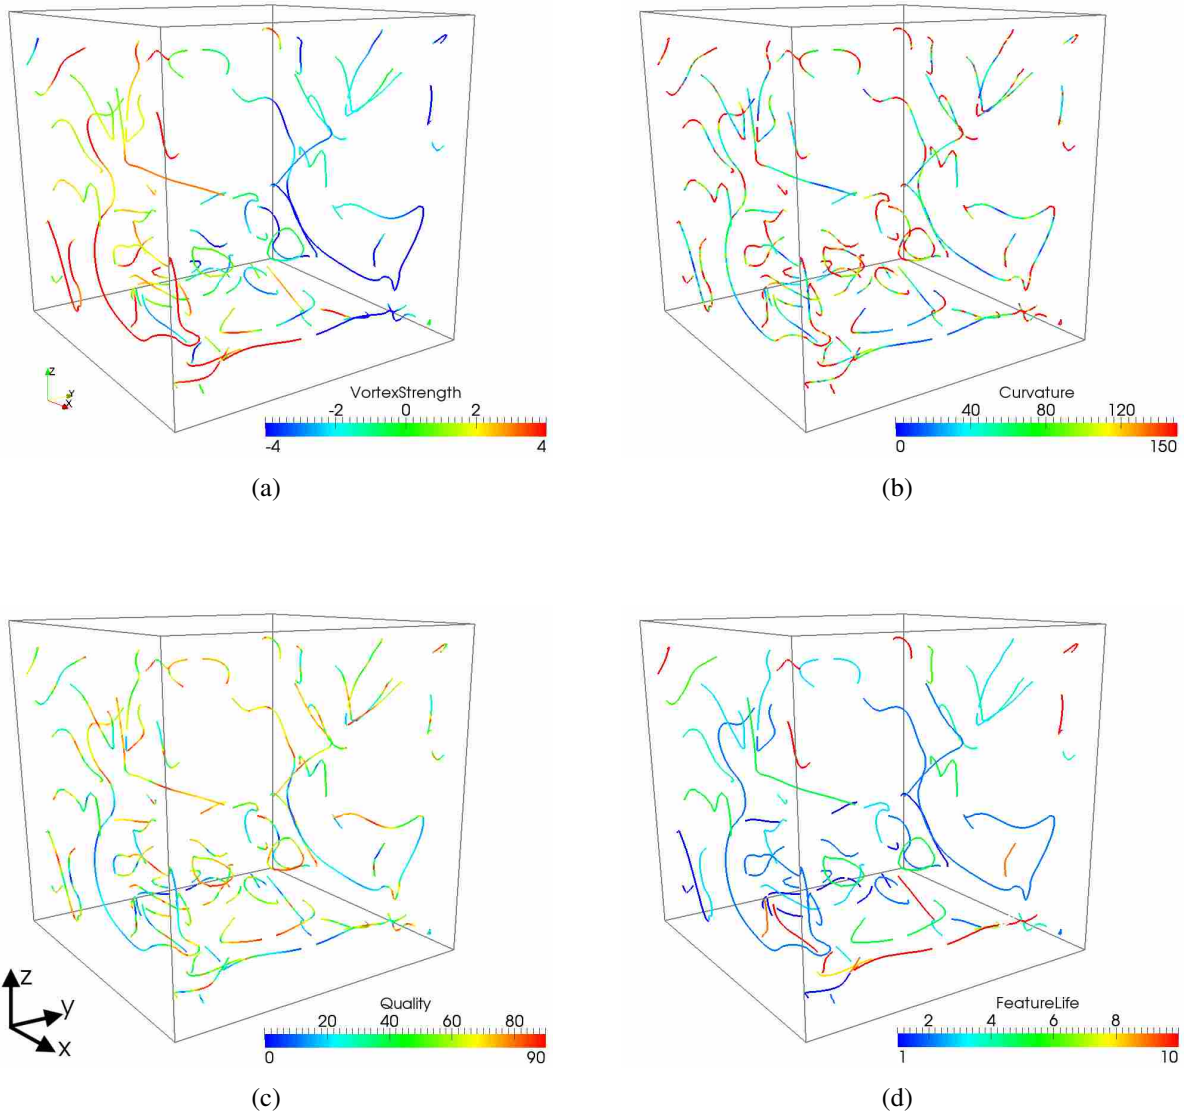 Z
Y
X
VortexStrength
-2 0 2
-4 4
(a)
Curvature
40 80 120
0 150
(b)
z
y
x
Quality
20 40 60 80
0 90
(c)
FeatureLife
2 4 6 8
1 10
(d)